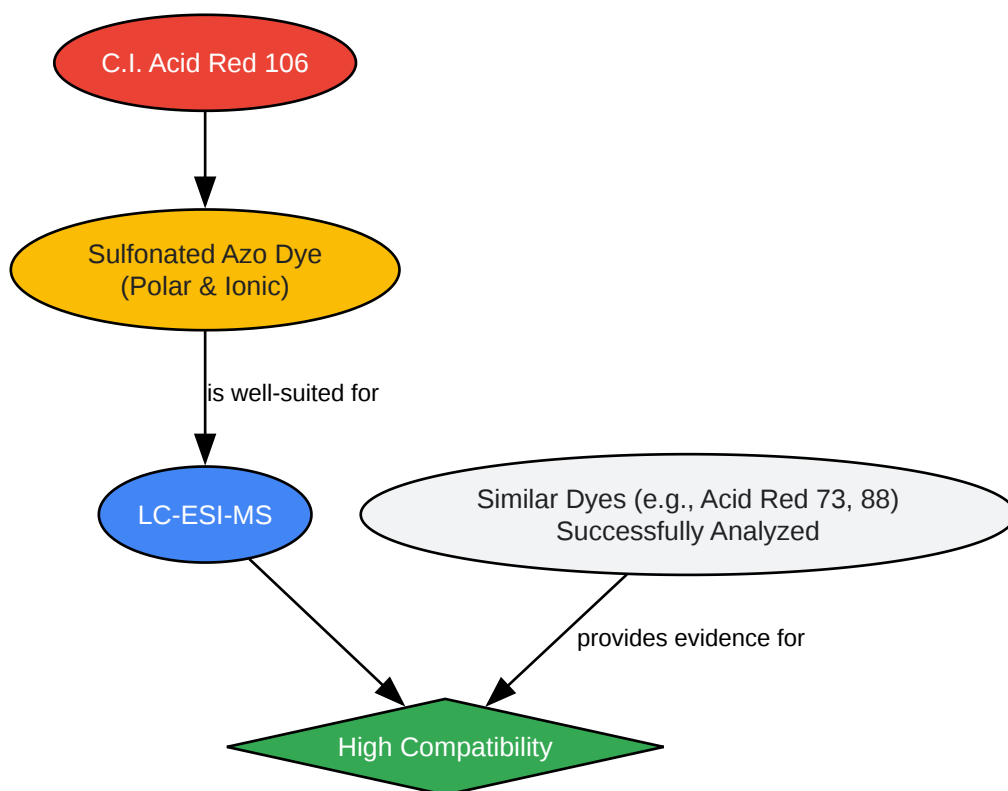 C.I. Acid Red 106
Sulfonated Azo Dye
(Polar & Ionic)
is well-suited for
LC-ESI-MS
Similar Dyes (e.g., Acid Red 73, 88)
Successfully Analyzed
provides evidence for
High Compatibility